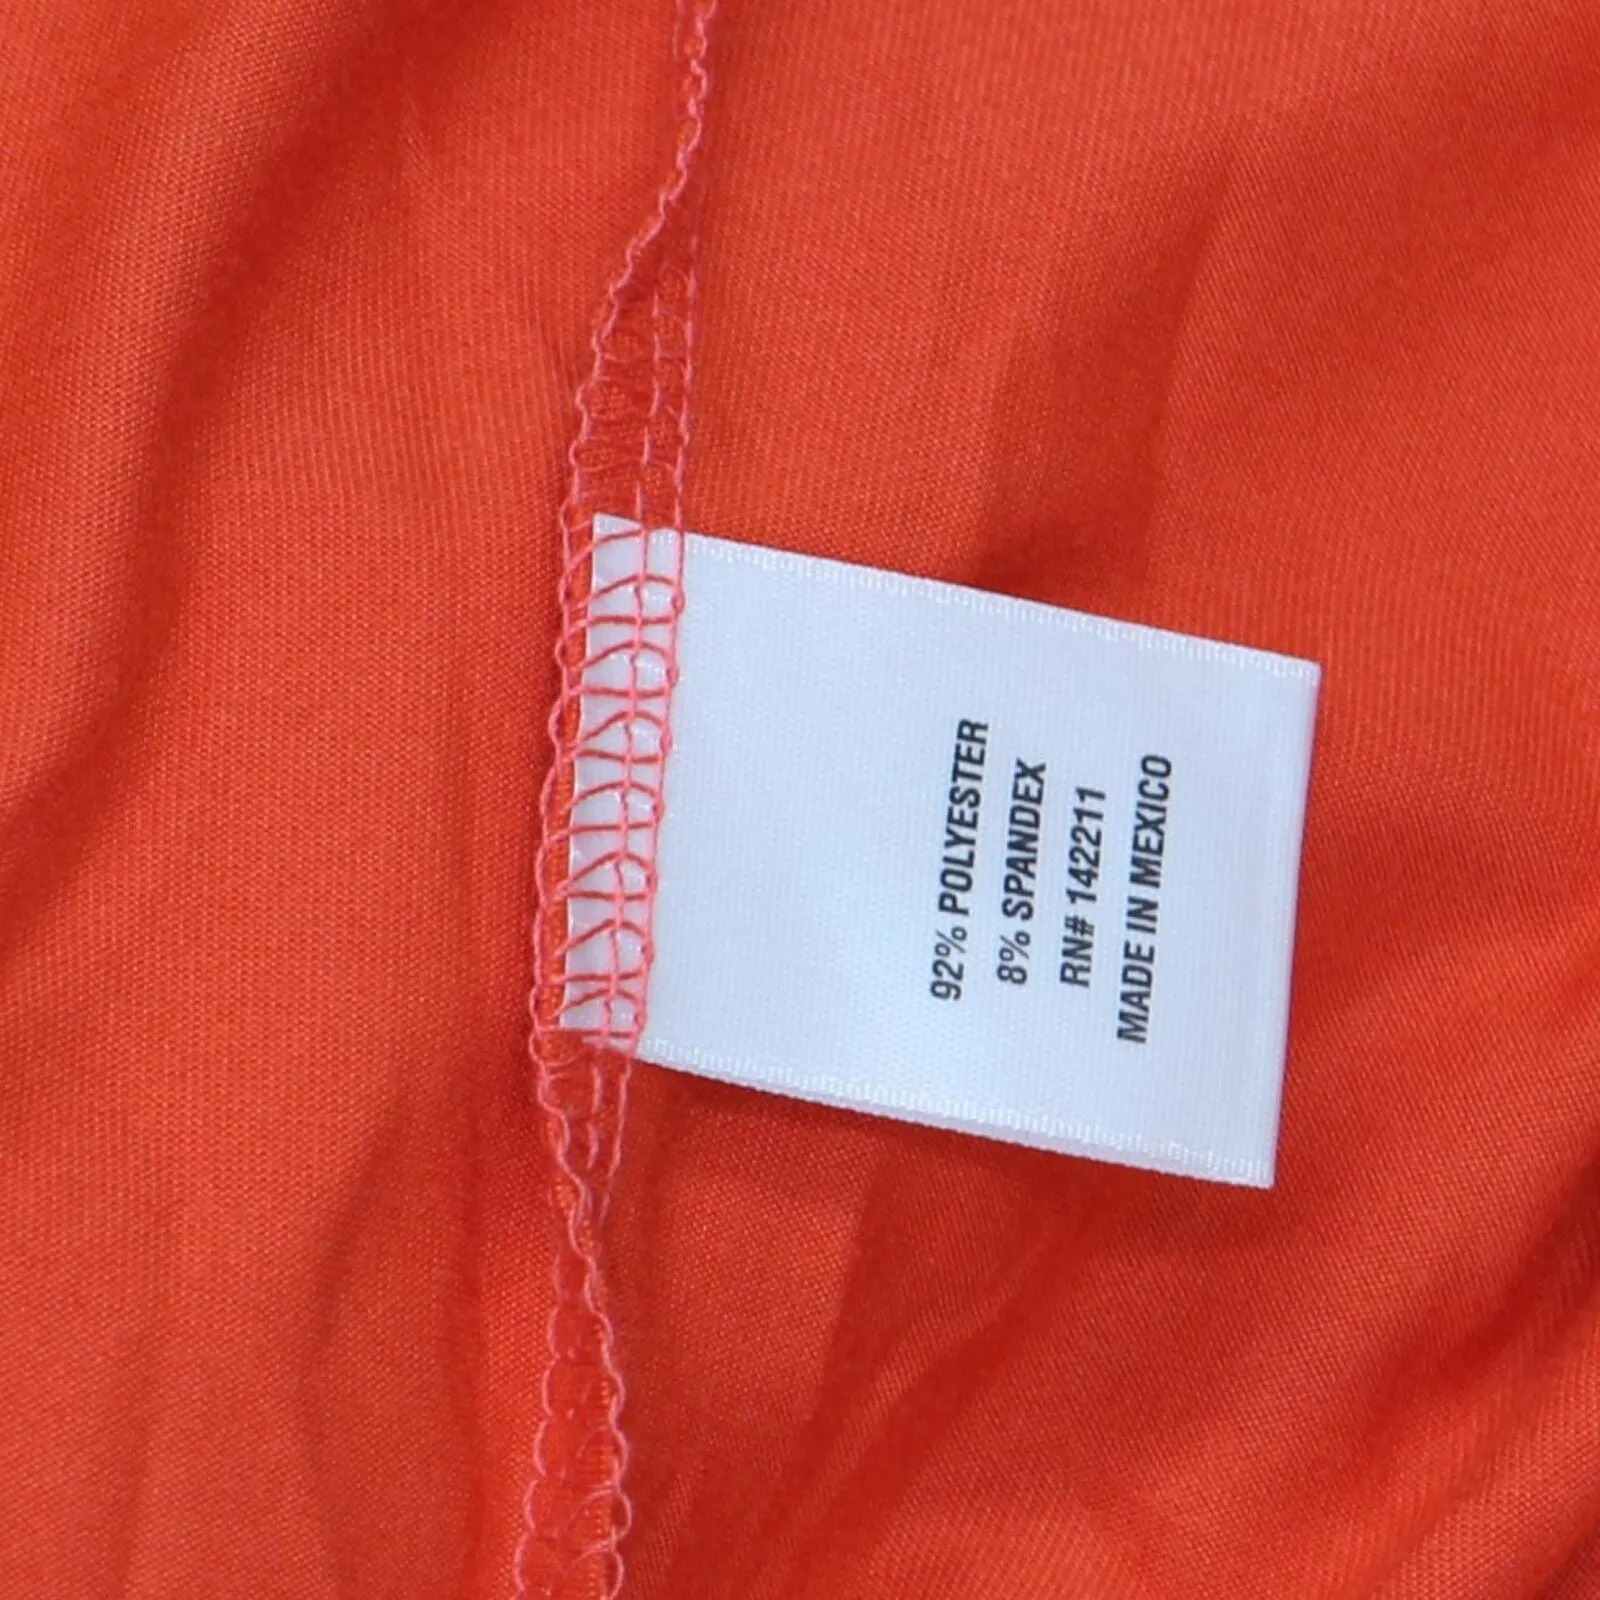 92% POLYESTER
8% SPANDEX
RN# 142211
MADE IN MEXICO